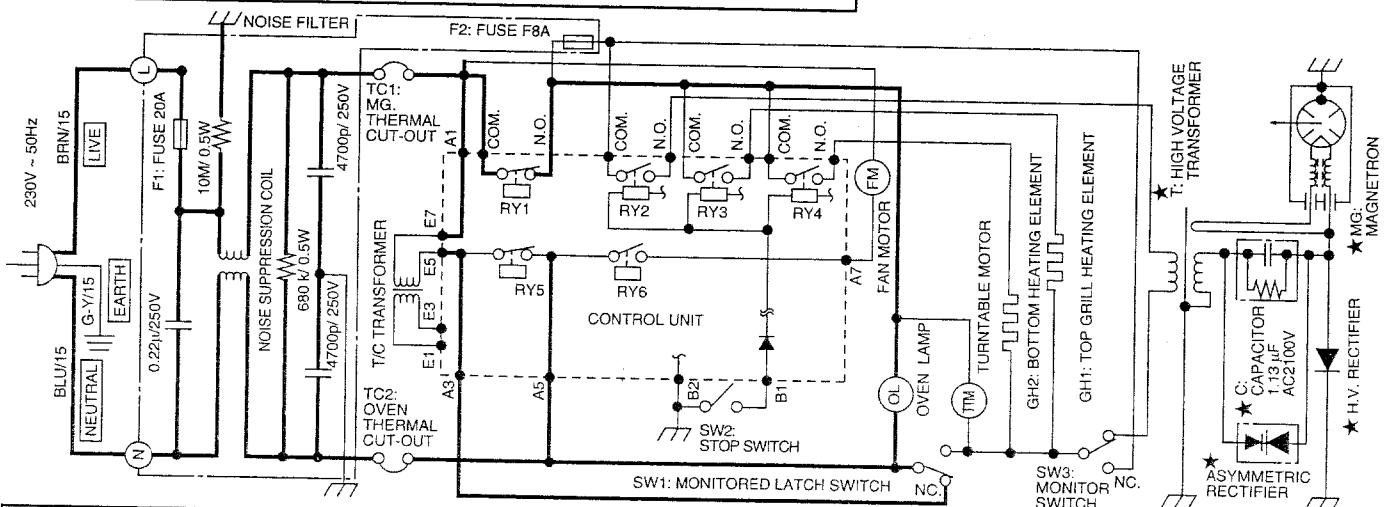 NOISE FILTER
F2: FUSE F8A
230V ~ 50Hz
BRN/15
LIVE
L
F1: FUSE 20A
10M/ 0.5W
NOISE SUPPRESSION COIL
680 k/ 0.5W
4700p/ 250V
4700p/ 250V
TC1:
MG.
THERMAL
CUT-OUT
G-Y/15
EARTH
BLU/15
NEUTRAL
N
0.22µ/250V
TC2:
OVEN
THERMAL
CUT-OUT
T/C TRANSFORMER
A1
COM.
N.O.
COM.
N.O.
COM.
N.O.
COM.
N.O.
RY1
RY2
RY3
RY4
E7
E5
E3
E1
RY5
RY6
CONTROL UNIT
A3
A5
A7
B2
B1
SW2:
STOP SWITCH
SW1: MONITORED LATCH SWITCH
NC.
FM
FAN MOTOR
OL
OVEN LAMP
TTM
TURNTABLE MOTOR
GH2: BOTTOM HEATING ELEMENT
GH1: TOP GRILL HEATING ELEMENT
SW3:
MONITOR
SWITCH
NC.
★ T: HIGH VOLTAGE
TRANSFORMER
★ C:
CAPACITOR
1.13 µF
AC2100V
★ ASYMMETRIC
RECTIFIER
★ H.V. RECTIFIER
★ MG:
MAGNETRON